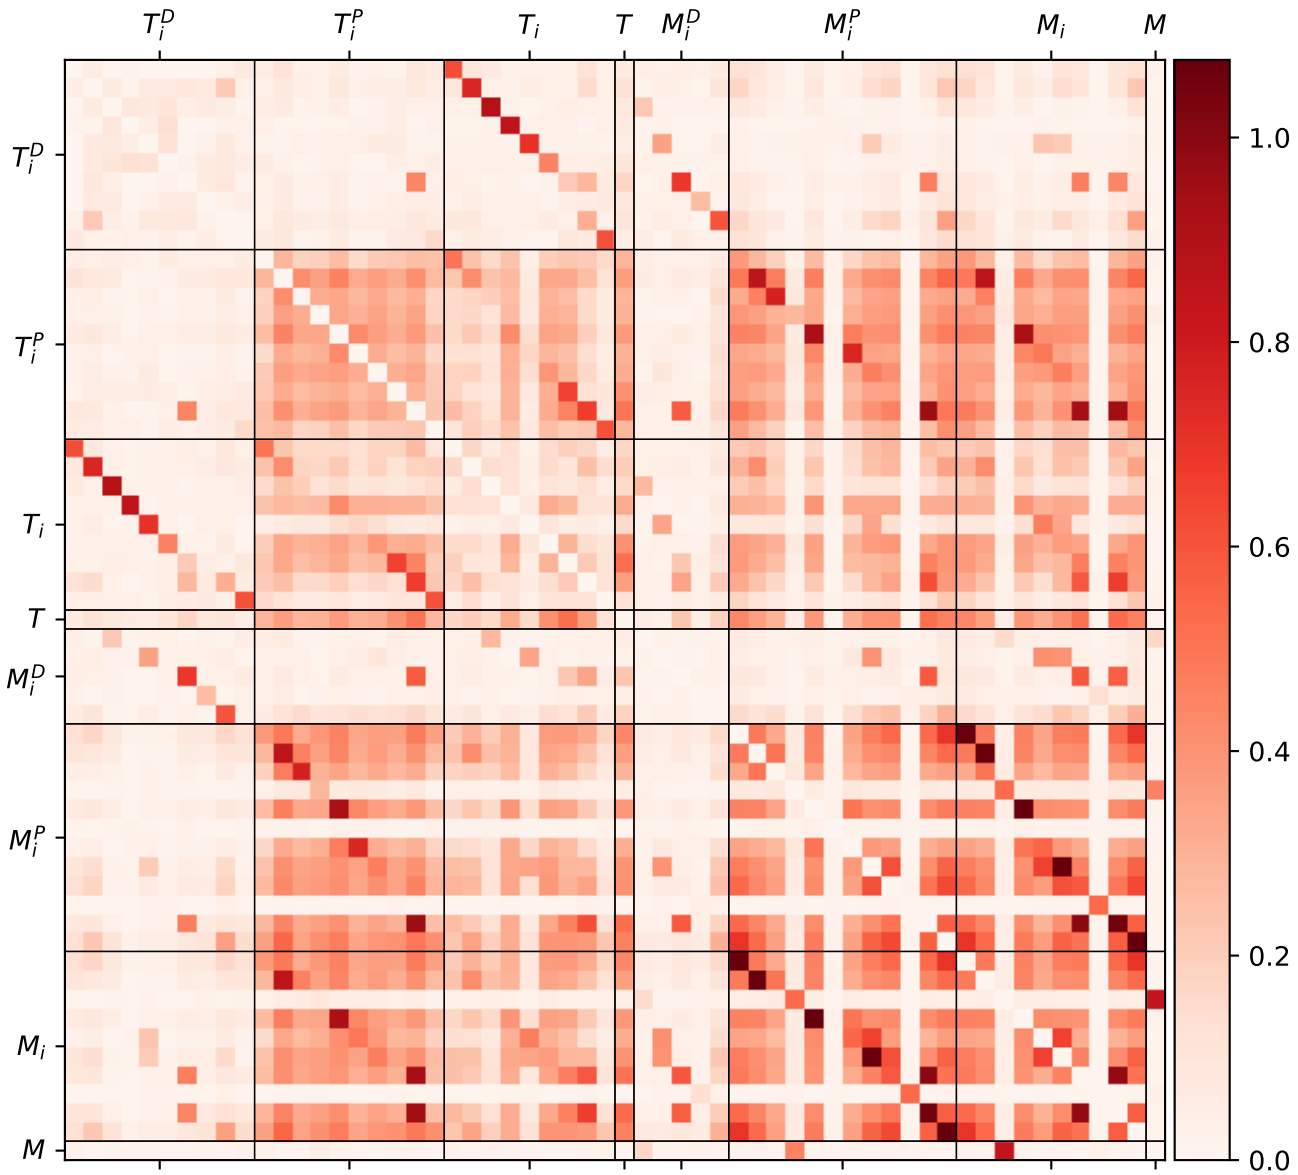 T_i^D T_i^P T_i T M_i^D M_i^P M_i M
T_i^D
T_i^P
T_i
T
M_i^D
M_i^P
M_i
M
1.0
0.8
0.6
0.4
0.2
0.0